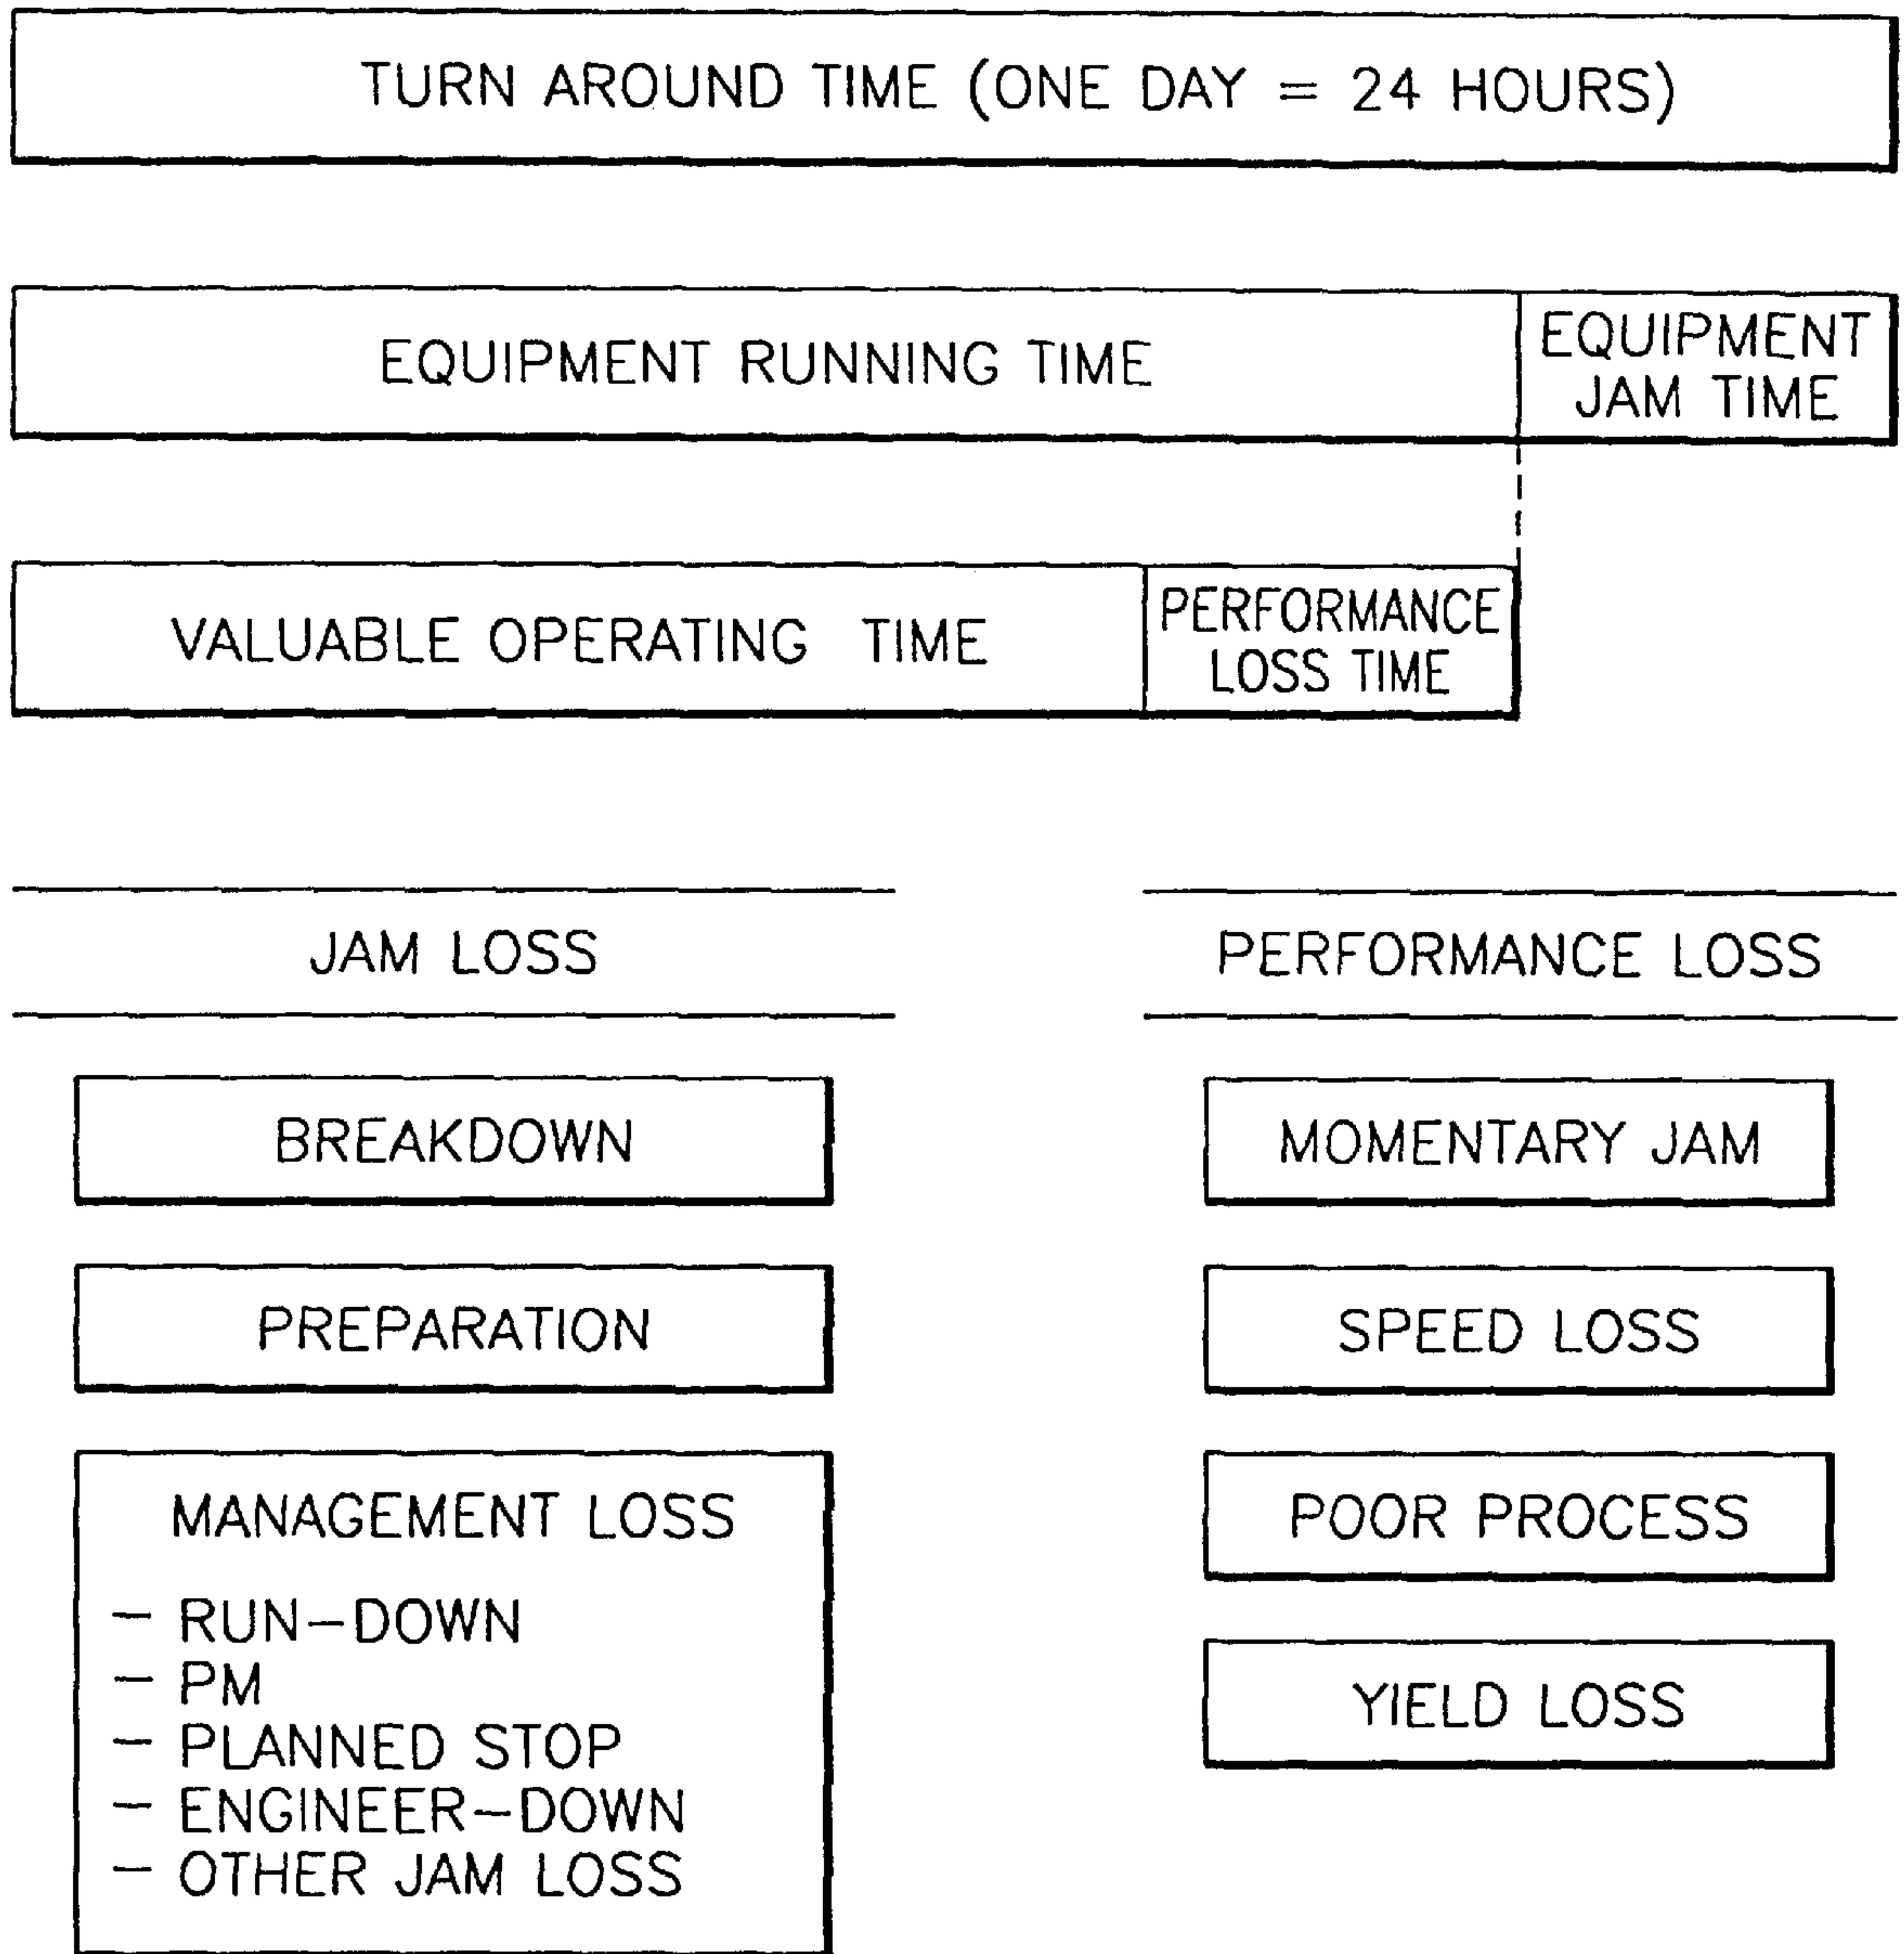 TURN AROUND TIME (ONE DAY = 24 HOURS)
EQUIPMENT RUNNING TIME
EQUIPMENT
JAM TIME
VALUABLE OPERATING TIME
PERFORMANCE
LOSS TIME
JAM LOSS
BREAKDOWN
PREPARATION
MANAGEMENT LOSS
- RUN-DOWN
- PM
- PLANNED STOP
- ENGINEER-DOWN
- OTHER JAM LOSS
PERFORMANCE LOSS
MOMENTARY JAM
SPEED LOSS
POOR PROCESS
YIELD LOSS